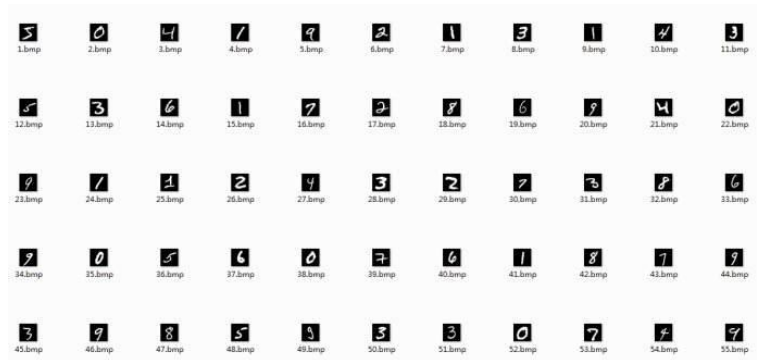 5 0 4 1 9 2 1 3 1 4 3
1.bmp 2.bmp 3.bmp 4.bmp 5.bmp 6.bmp 7.bmp 8.bmp 9.bmp 10.bmp 11.bmp
5 3 6 1 7 2 8 6 9 4 0
12.bmp 13.bmp 14.bmp 15.bmp 16.bmp 17.bmp 18.bmp 19.bmp 20.bmp 21.bmp 22.bmp
9 1 1 2 4 3 2 7 3 8 6
23.bmp 24.bmp 25.bmp 26.bmp 27.bmp 28.bmp 29.bmp 30.bmp 31.bmp 32.bmp 33.bmp
9 0 5 6 0 7 6 1 8 7 9
34.bmp 35.bmp 36.bmp 37.bmp 38.bmp 39.bmp 40.bmp 41.bmp 42.bmp 43.bmp 44.bmp
3 9 8 5 9 3 3 0 7 4 9
45.bmp 46.bmp 47.bmp 48.bmp 49.bmp 50.bmp 51.bmp 52.bmp 53.bmp 54.bmp 55.bmp